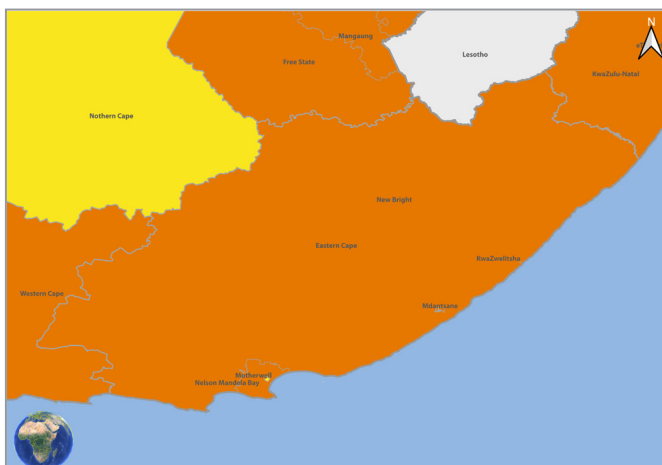 N
Mangaung
Lesotho
Free State
KwaZulu-Natal
Nothern Cape
New Bright
Eastern Cape
KwaZwelitsha
Western Cape
Mdantsane
Motherwell
Nelson Mandela Bay